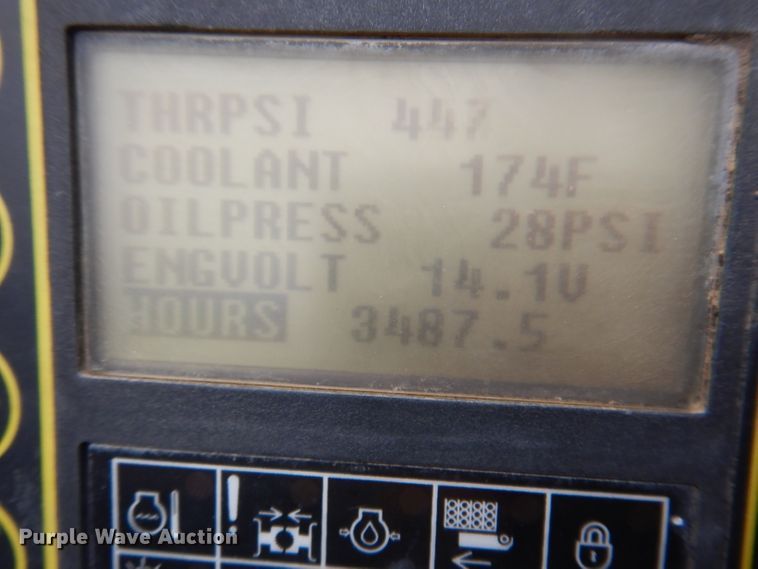 THRPSI 447
COOLANT 174F
OILPRESS 28PSI
ENGVOLT 14.1V
HOURS 3487.5
Purple Wave Auction